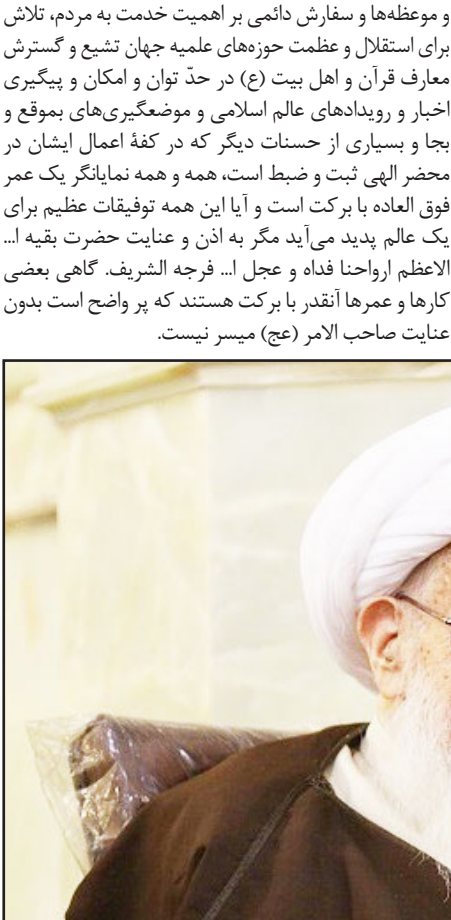 و موعظه‌ها و سفارش دائمی بر اهمیت خدمت به مردم، تلاش
برای استقلال و عظمت حوزه‌های علمیه جهان تشیع و گسترش
معارف قرآن و اهل بیت (ع) در حدّ توان و امکان و پیگیری
اخبار و رویدادهای عالم اسلامی و موضعگیری‌های بموقع و
بجا و بسیاری از حسنات دیگر که در کفهٔ اعمال ایشان در
محضر الهی ثبت و ضبط است، همه و همه نمایانگر یک عمر
فوق العاده با برکت است و آیا این همه توفیقات عظیم برای
یک عالم پدید می‌آید مگر به اذن و عنایت حضرت بقیه ا...
الاعظم ارواحنا فداه و عجل ا... فرجه الشریف. گاهی بعضی
کارها و عمرها آنقدر با برکت هستند که پر واضح است بدون
عنایت صاحب الامر (عج) میسر نیست.